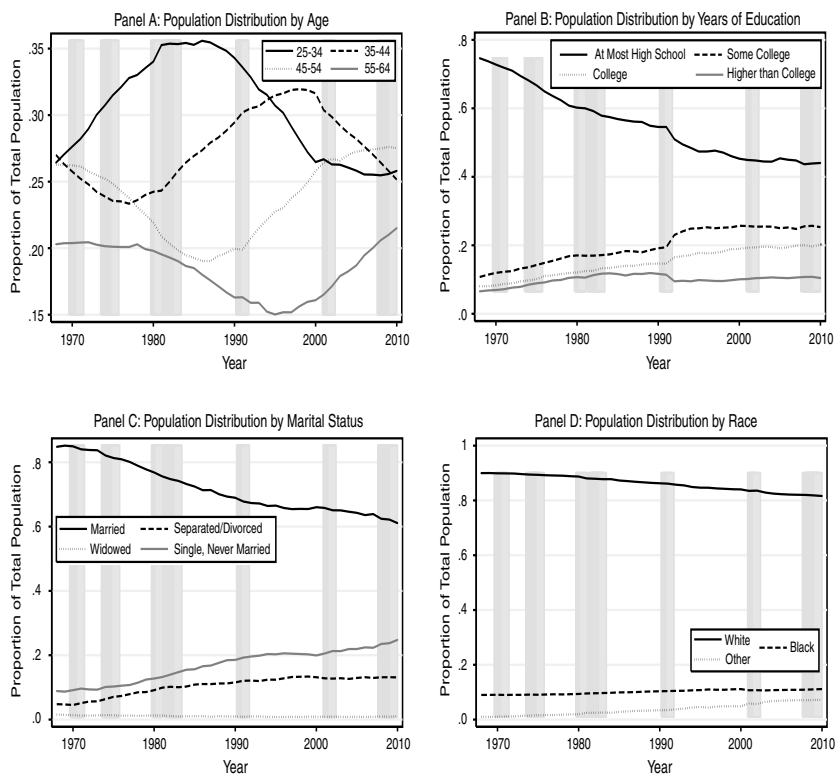 Panel A: Population Distribution by Age
Proportion of Total Population
.35
.30
.25
.20
.15
25-34
35-44
45-54
55-64
1970
1980
1990
2000
2010
Year
Panel B: Population Distribution by Years of Education
Proportion of Total Population
.8
.6
.4
.2
.0
At Most High School
Some College
College
Higher than College
1970
1980
1990
2000
2010
Year
Panel C: Population Distribution by Marital Status
Proportion of Total Population
.8
.6
.4
.2
.0
Married
Separated/Divorced
Widowed
Single, Never Married
1970
1980
1990
2000
2010
Year
Panel D: Population Distribution by Race
Proportion of Total Population
1
.8
.6
.4
.2
.0
White
Black
Other
1970
1980
1990
2000
2010
Year